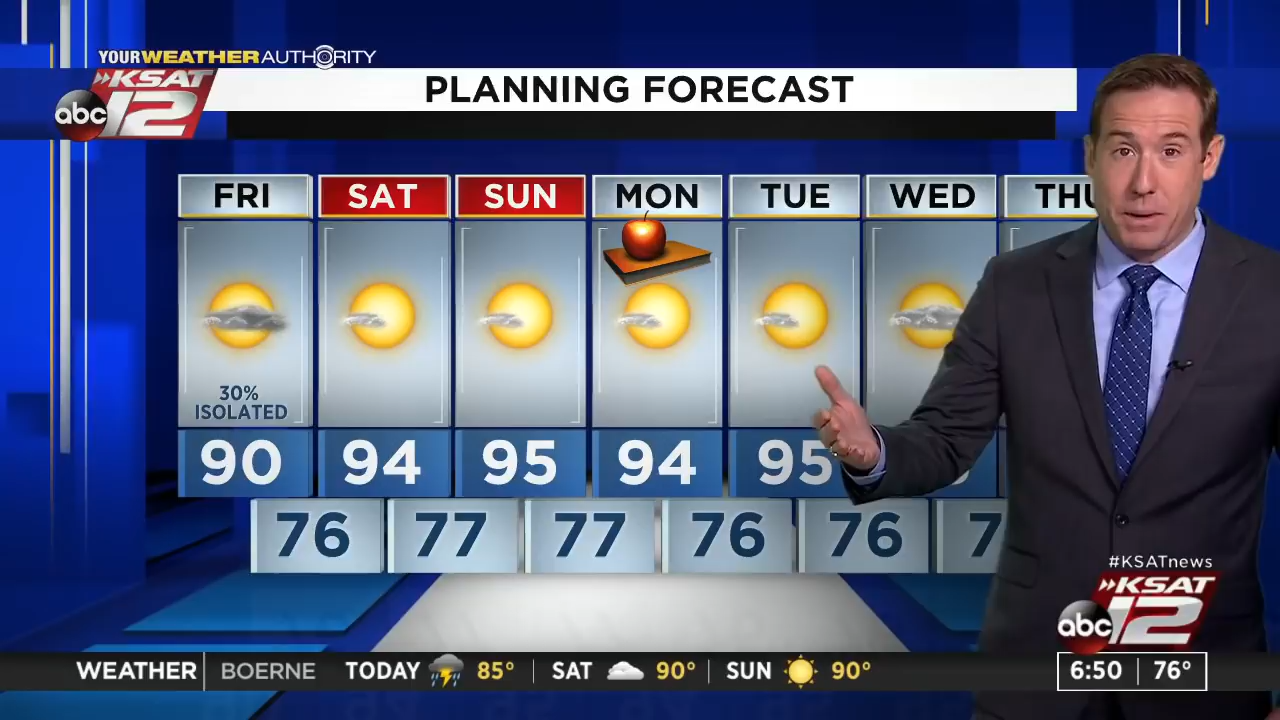 YOUR WEATHER AUTHORITY
KSAT
abc 12
PLANNING FORECAST
FRI SAT SUN MON TUE WED
30%
ISOLATED
90 94 95 94 95
76 77 77 76 76
#KSATnews
KSAT
abc 12
WEATHER BOERNE TODAY 85° SAT 90° SUN 90° 6:50 76°